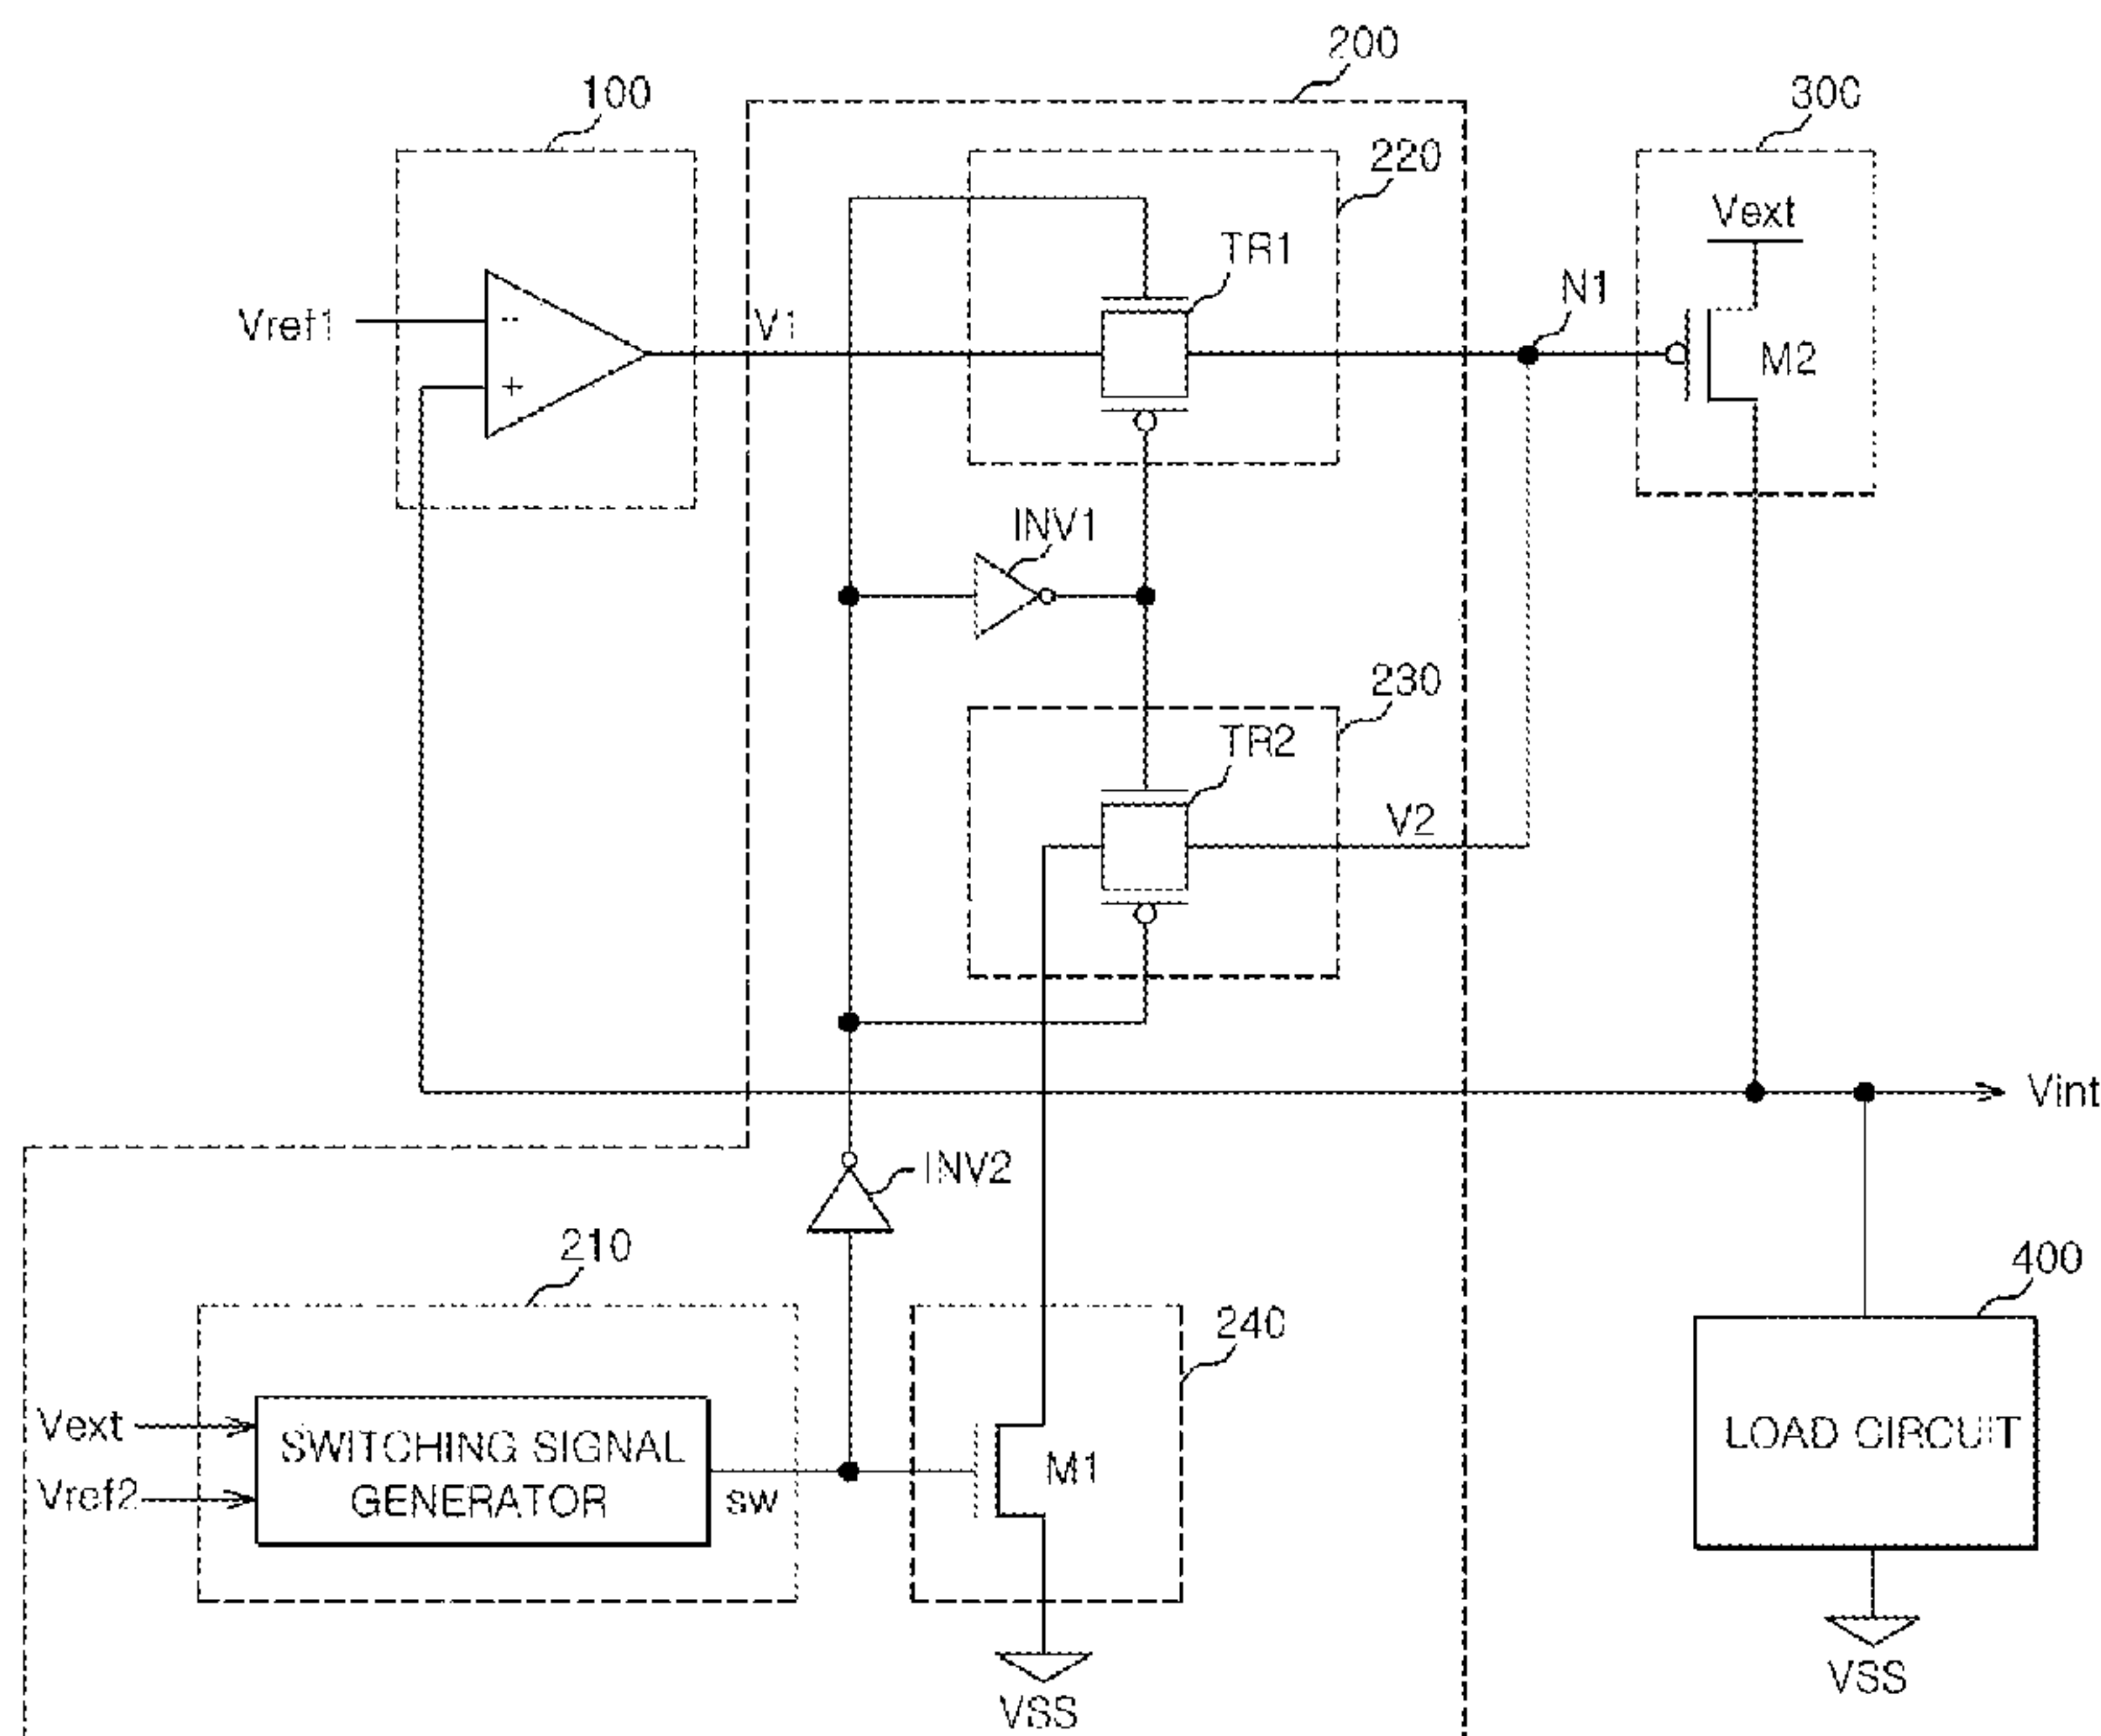 200
100
300
220
Vext
TR1
N1
Vref1
V1
M2
-
+
INV1
230
TR2
V2
Vint
INV2
210
400
240
Vext
SWITCHING SIGNAL
GENERATOR
Vref2
sw
M1
LOAD CIRCUIT
VSS
VSS